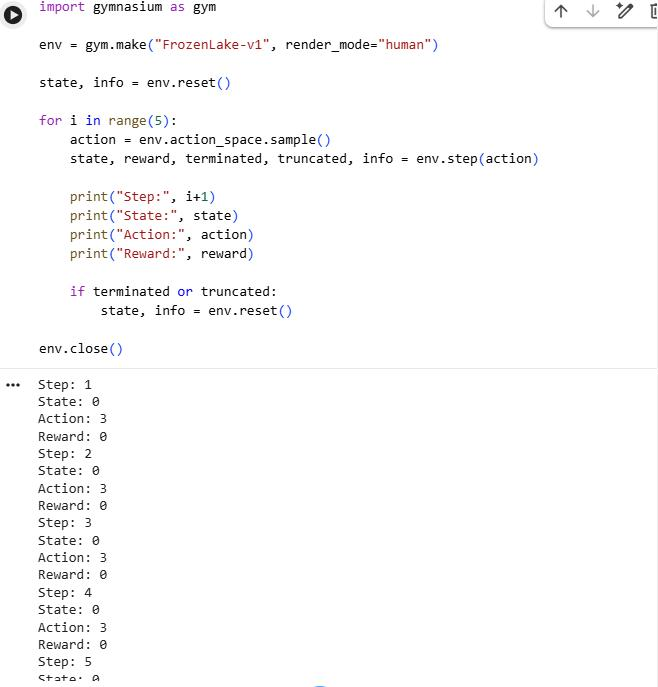 import gymnasium as gym
env = gym.make("FrozenLake-v1", render_mode="human")
state, info = env.reset()
for i in range(5):
action = env.action_space.sample()
state, reward, terminated, truncated, info = env.step(action)
print("Step:", i+1)
print("State:", state)
print("Action:", action)
print("Reward:", reward)
if terminated or truncated:
state, info = env.reset()
env.close()
Step: 1
State: 0
Action: 3
Reward: 0
Step: 2
State: 0
Action: 3
Reward: 0
Step: 3
State: 0
Action: 3
Reward: 0
Step: 4
State: 0
Action: 3
Reward: 0
Step: 5
State: 0